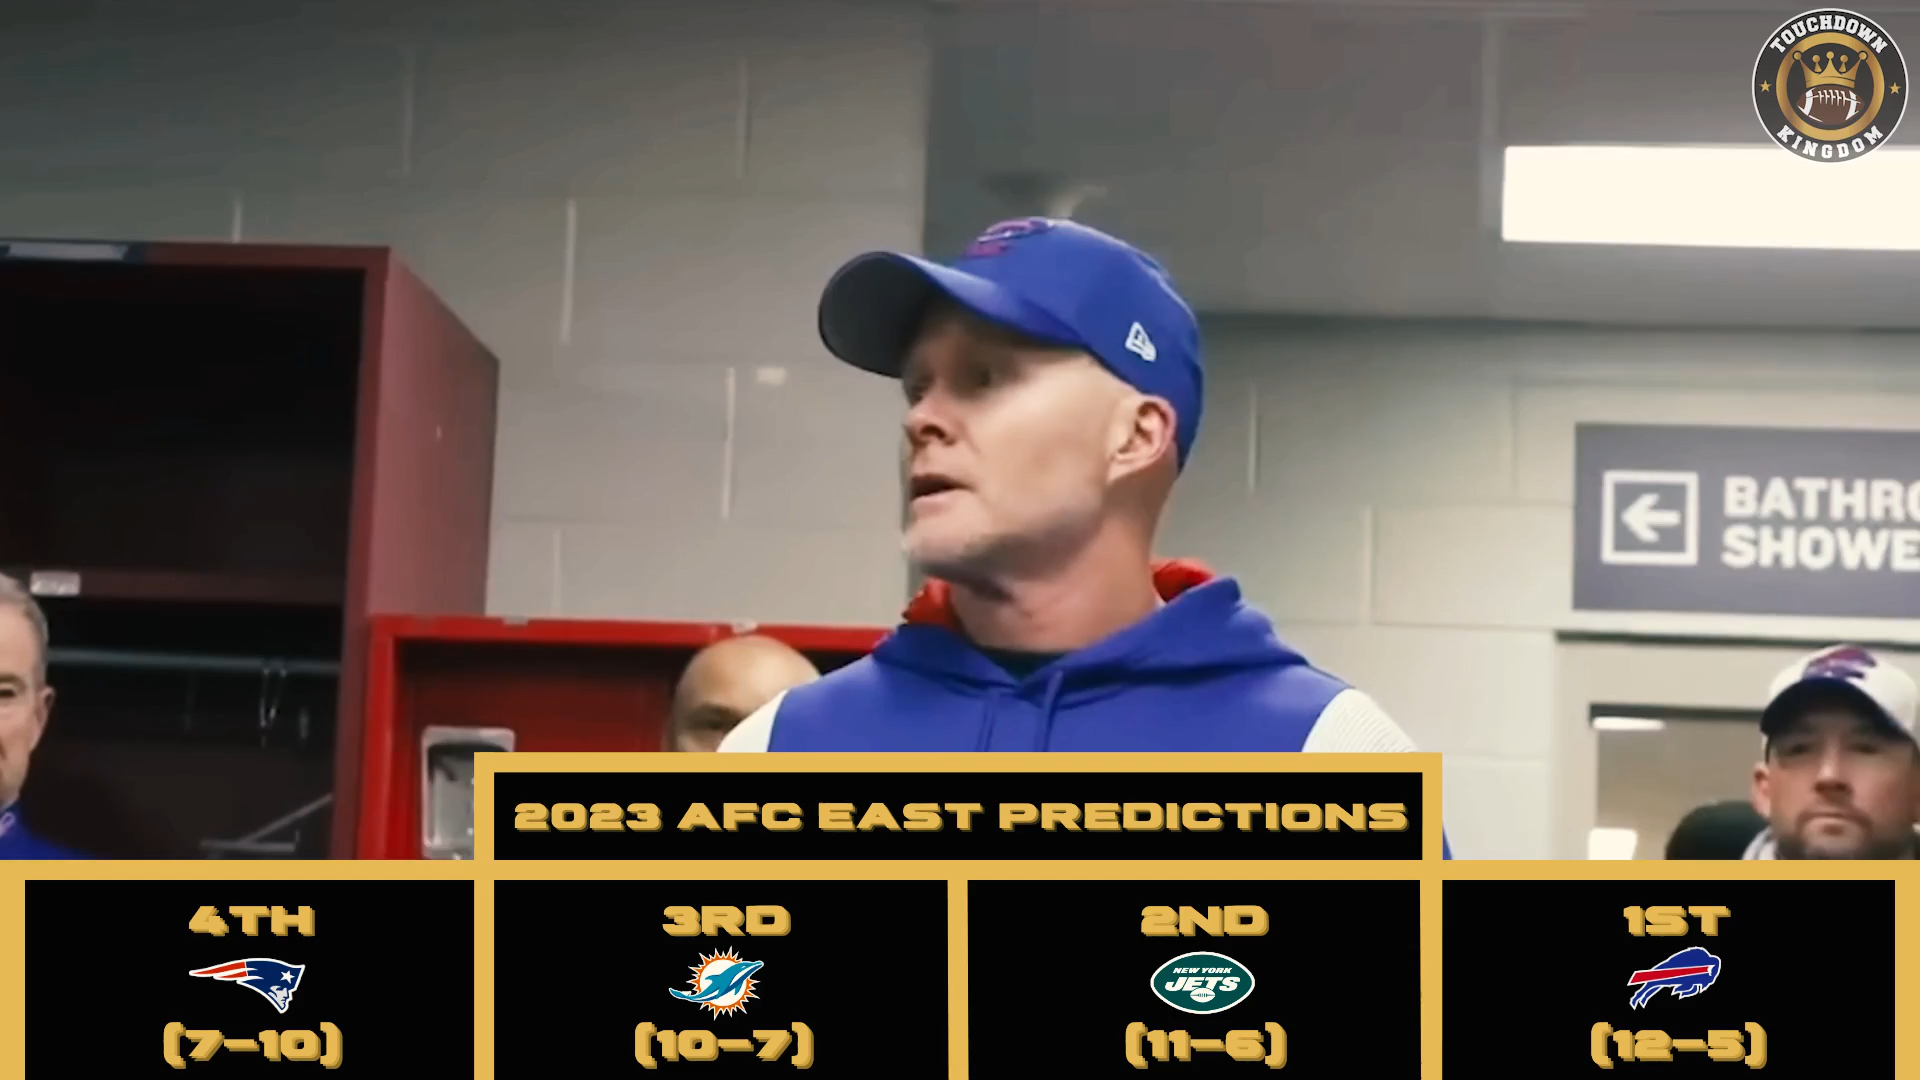 TOUCHDOWN
KINGDOM
BATHRO
SHOWE
2023 AFC EAST PREDICTIONS
4TH
3RD
2ND
1ST
NEW YORK
JETS
(7-10)
(10-7)
(11-6)
(12-5)